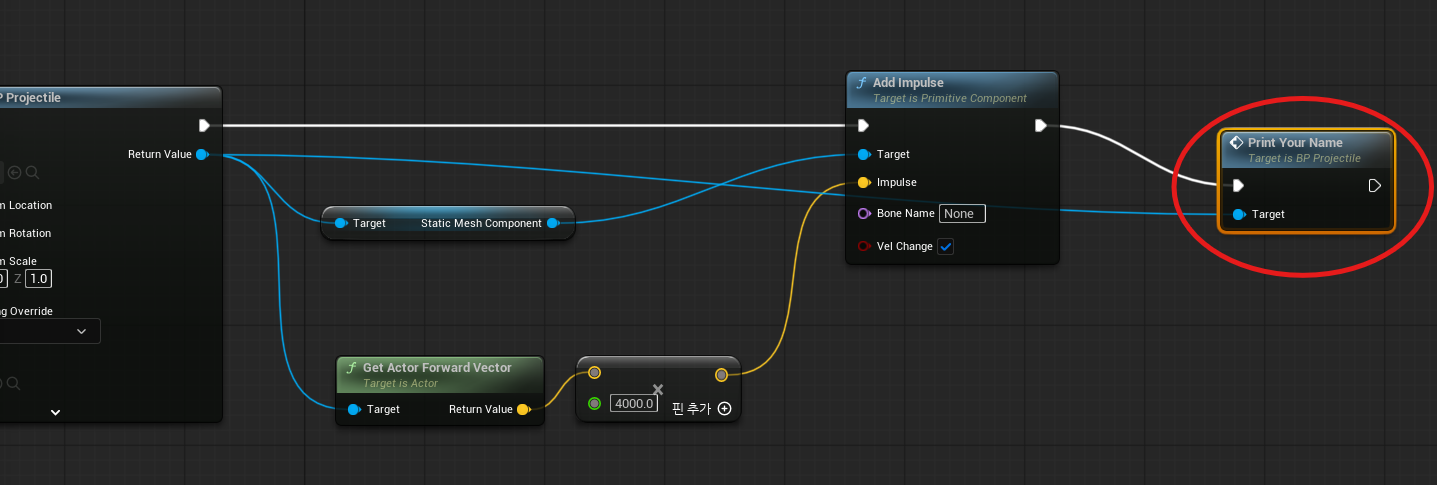 P Projectile
Return Value
m Location
m Rotation
m Scale
0 Z 1.0
ng Override
Target Static Mesh Component
Get Actor Forward Vector
Target is Actor
Target Return Value
4000.0
핀 추가
Add Impulse
Target is Primitive Component
Target
Impulse
Bone Name None
Vel Change
Print Your Name
Target is BP Projectile
Target